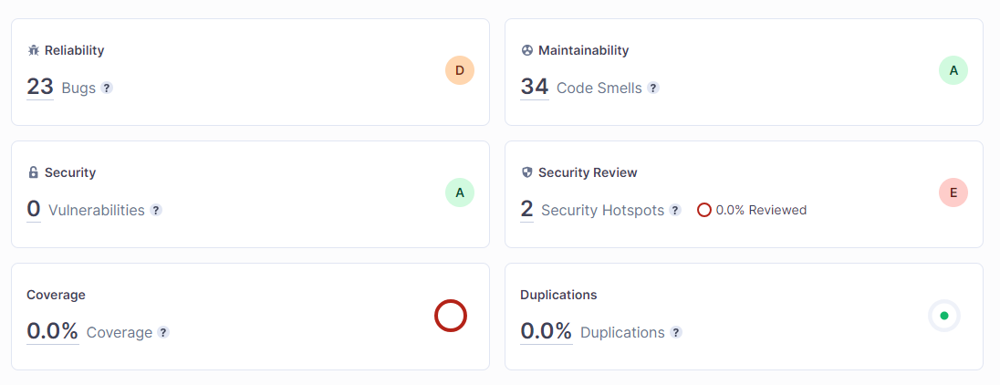 Reliability
23 Bugs ?
D
Maintainability
34 Code Smells ?
A
Security
0 Vulnerabilities ?
A
Security Review
2 Security Hotspots ? 0.0% Reviewed
E
Coverage
0.0% Coverage ?
Duplications
0.0% Duplications ?